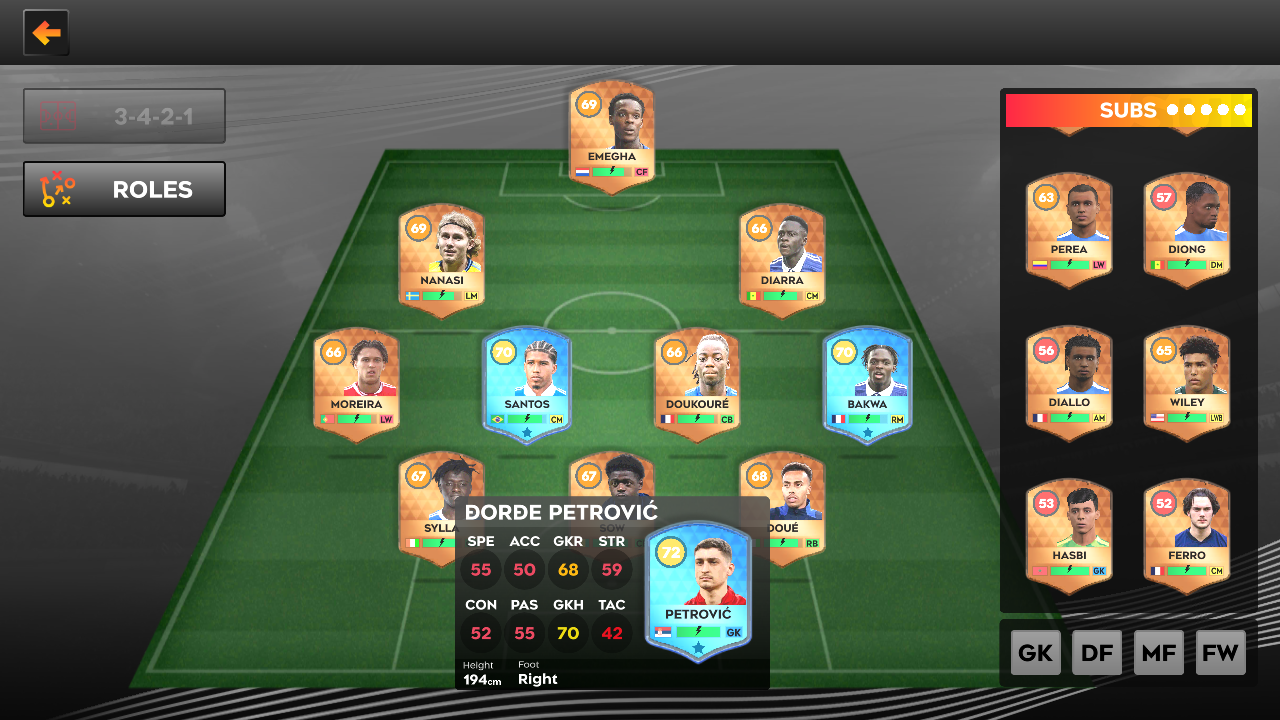 3-4-2-1
ROLES
69
EMEGHA
CF
69
NANASI
LM
66
DIARRA
CM
66
MOREIRA
LW
70
SANTOS
CM
66
DOUKOURÉ
CB
70
BAKWA
RM
67
SYLLA
67
SOW
68
DOUÉ
RB
ĐORĐE PETROVIĆ
SPE ACC GKR STR
55 50 68 59
CON PAS GKH TAC
52 55 70 42
Height Foot
194cm Right
72
PETROVIĆ
GK
SUBS
63
PEREA
LW
57
DIONG
DM
56
DIALLO
AM
65
WILEY
LWB
53
HASBI
GK
52
FERRO
CM
GK DF MF FW